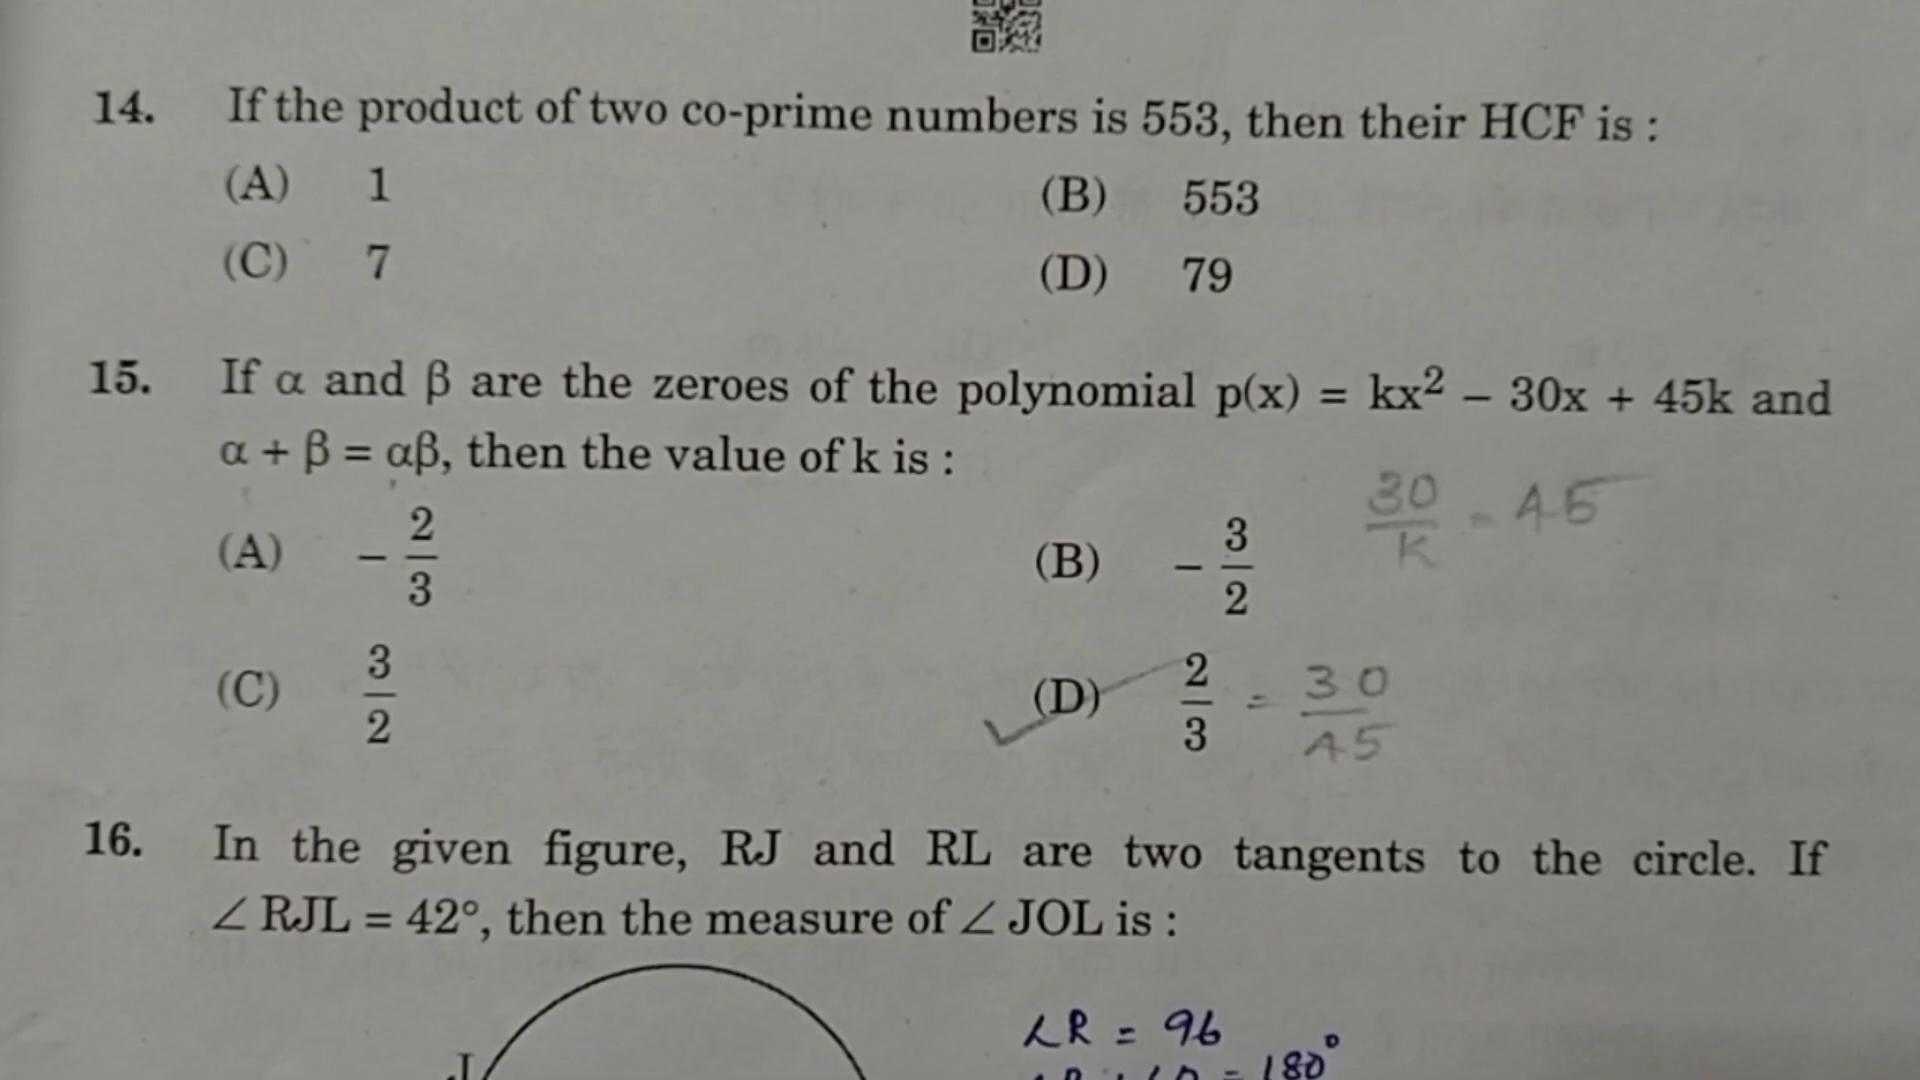 14. If the product of two co-prime numbers is 553, then their HCF is :
(A) 1 (B) 553
(C) 7 (D) 79
15. If α and β are the zeroes of the polynomial p(x) = kx² – 30x + 45k and
α + β = αβ, then the value of k is :
30/k = 45
(A) – 2/3 (B) – 3/2
(C) 3/2 (D) 2/3 = 30/45
16. In the given figure, RJ and RL are two tangents to the circle. If
∠ RJL = 42°, then the measure of ∠ JOL is :
∠R = 96
J
= 180°